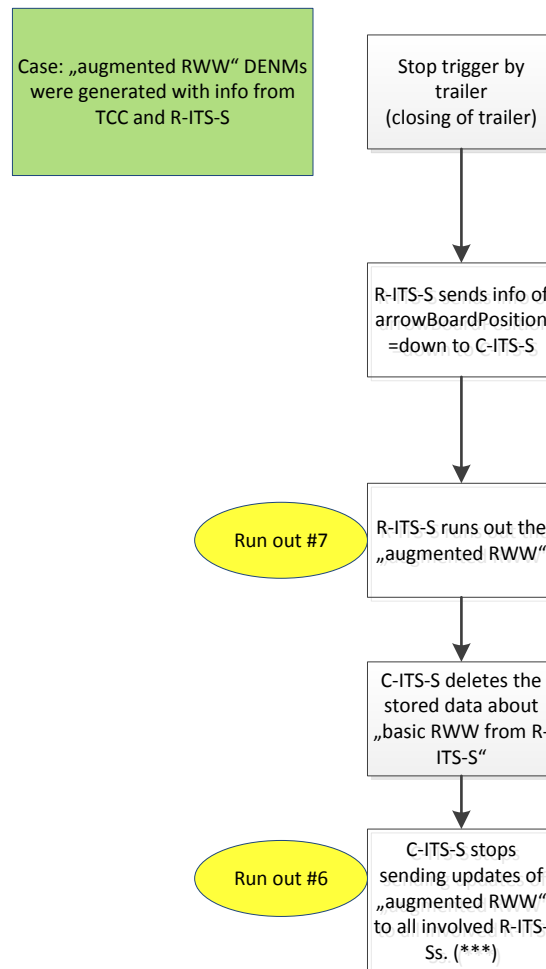 Case: „augmented RWW“ DENMs
were generated with info from
TCC and R-ITS-S
Stop trigger by
trailer
(closing of trailer)
R-ITS-S sends info of
arrowBoardPosition
=down to C-ITS-S
Run out #7
R-ITS-S runs out the
„augmented RWW“
C-ITS-S deletes the
stored data about
„basic RWW from R-
ITS-S“
Run out #6
C-ITS-S stops
sending updates of
„augmented RWW“
to all involved R-ITS-
Ss. (***)